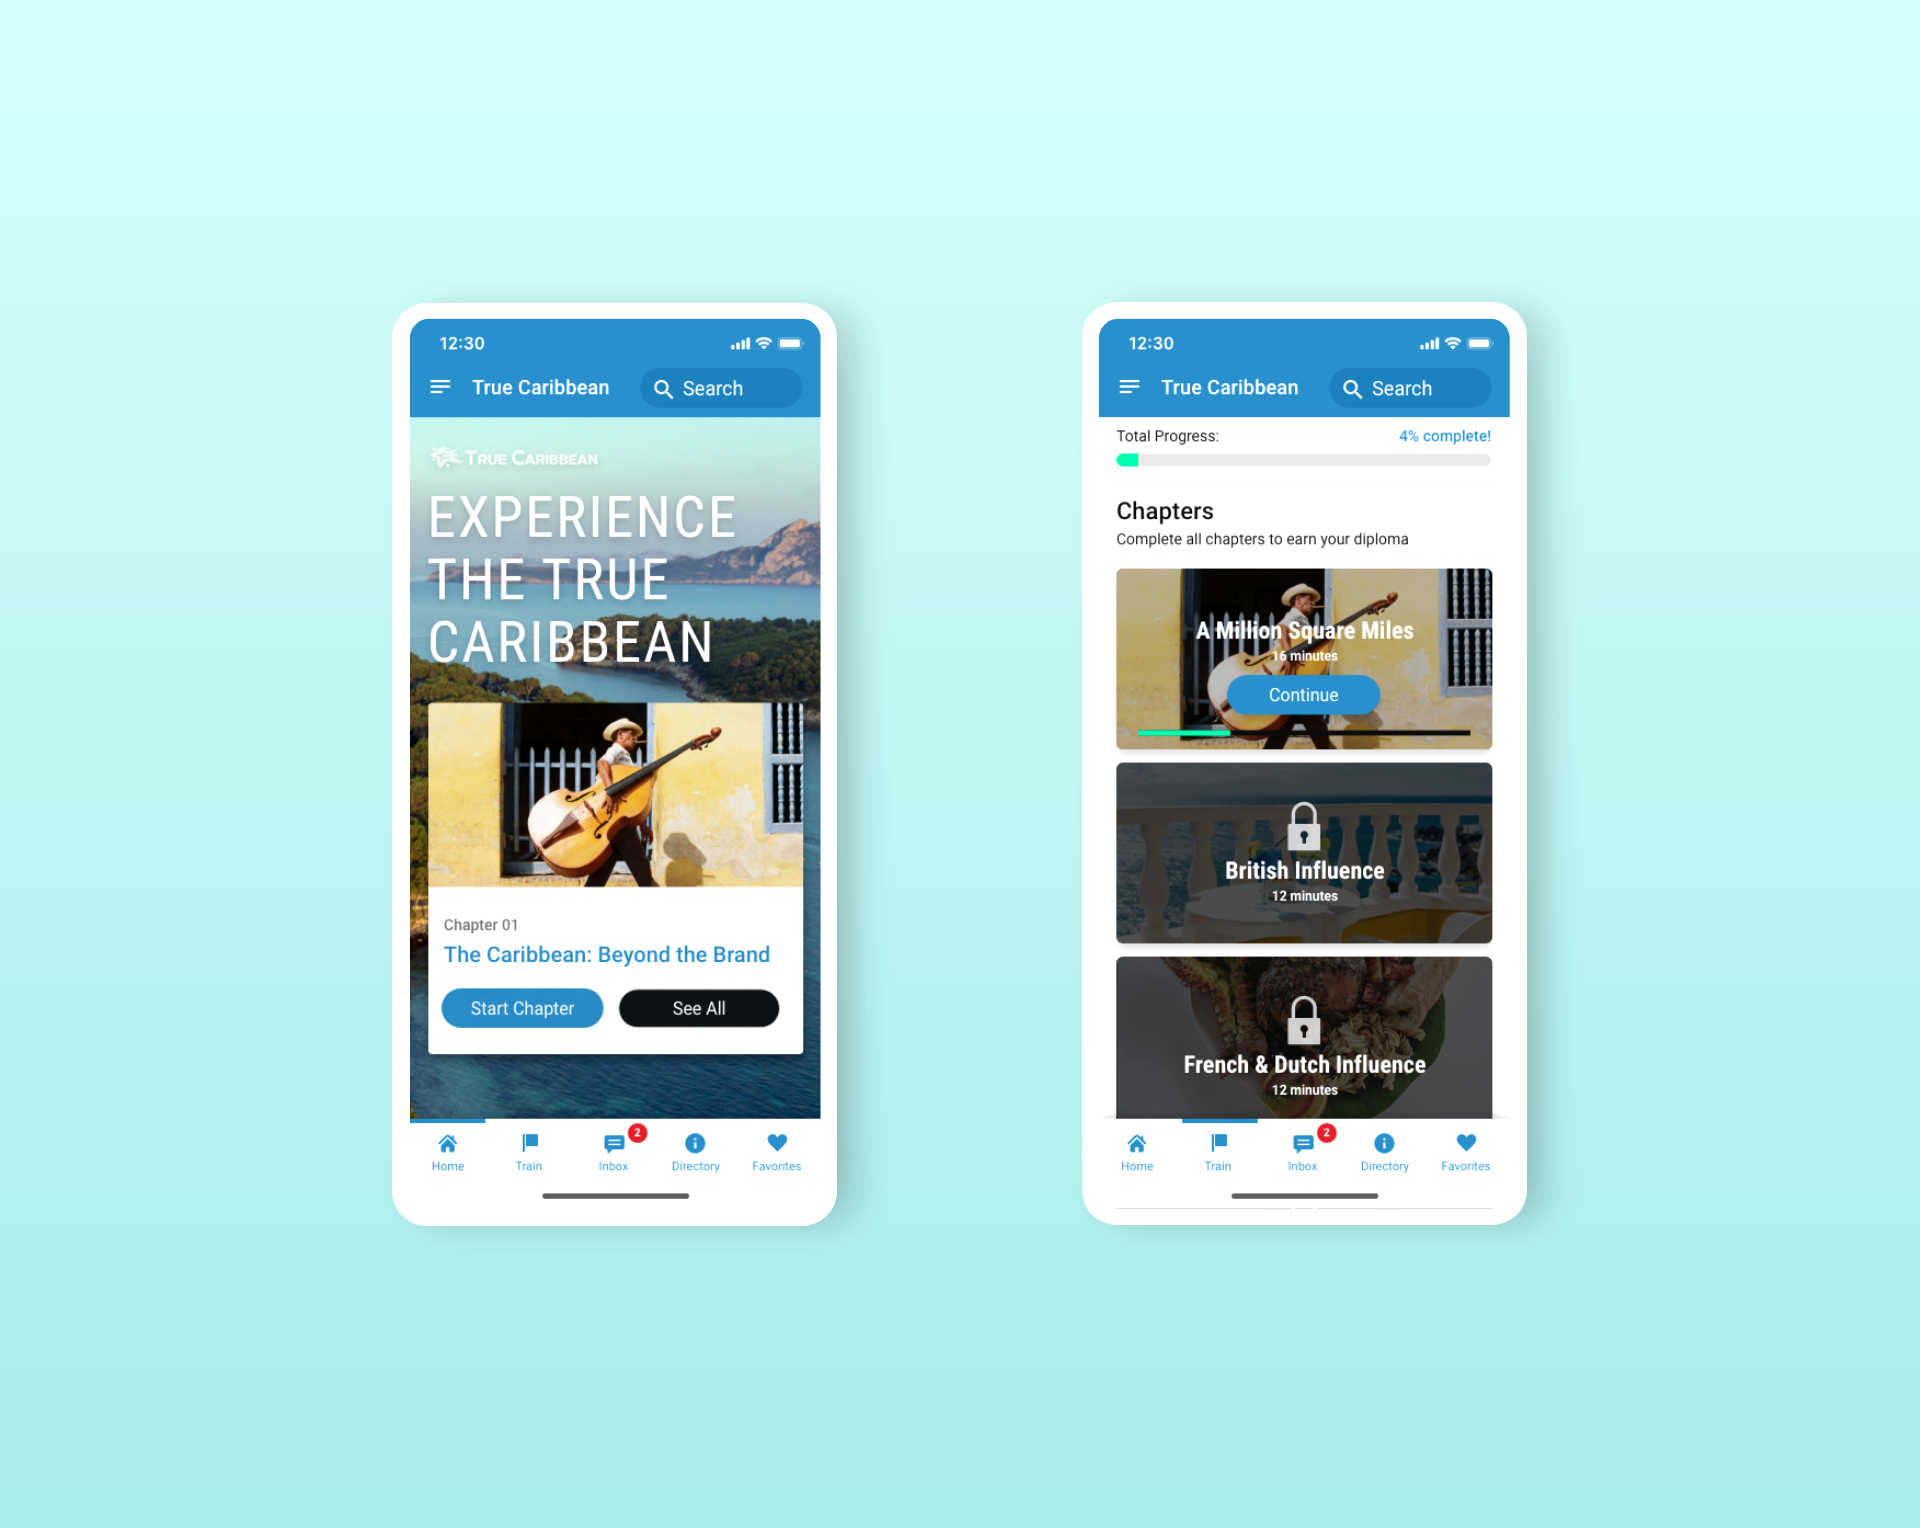 12:30
True Caribbean
Search
TRUE CARIBBEAN
EXPERIENCE
THE TRUE
CARIBBEAN
Chapter 01
The Caribbean: Beyond the Brand
Start Chapter
See All
2
Home
Train
Inbox
Directory
Favorites
12:30
True Caribbean
Search
Total Progress:
4% complete!
Chapters
Complete all chapters to earn your diploma
A Million Square Miles
16 minutes
Continue
British Influence
12 minutes
French & Dutch Influence
12 minutes
2
Home
Train
Inbox
Directory
Favorites